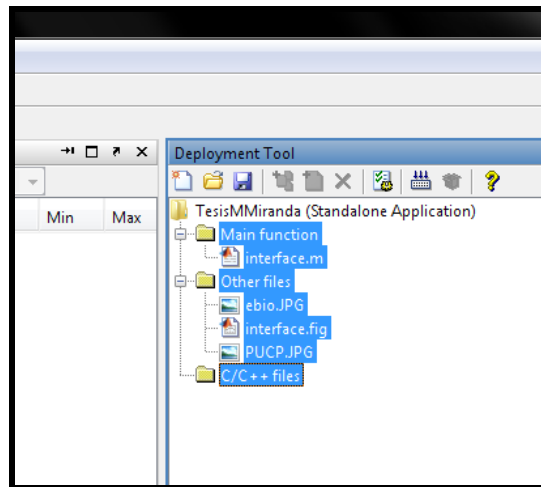 Deployment Tool
Min Max
TesisMMiranda (Standalone Application)
Main function
interface.m
Other files
ebio.JPG
interface.fig
PUCP.JPG
C/C++ files